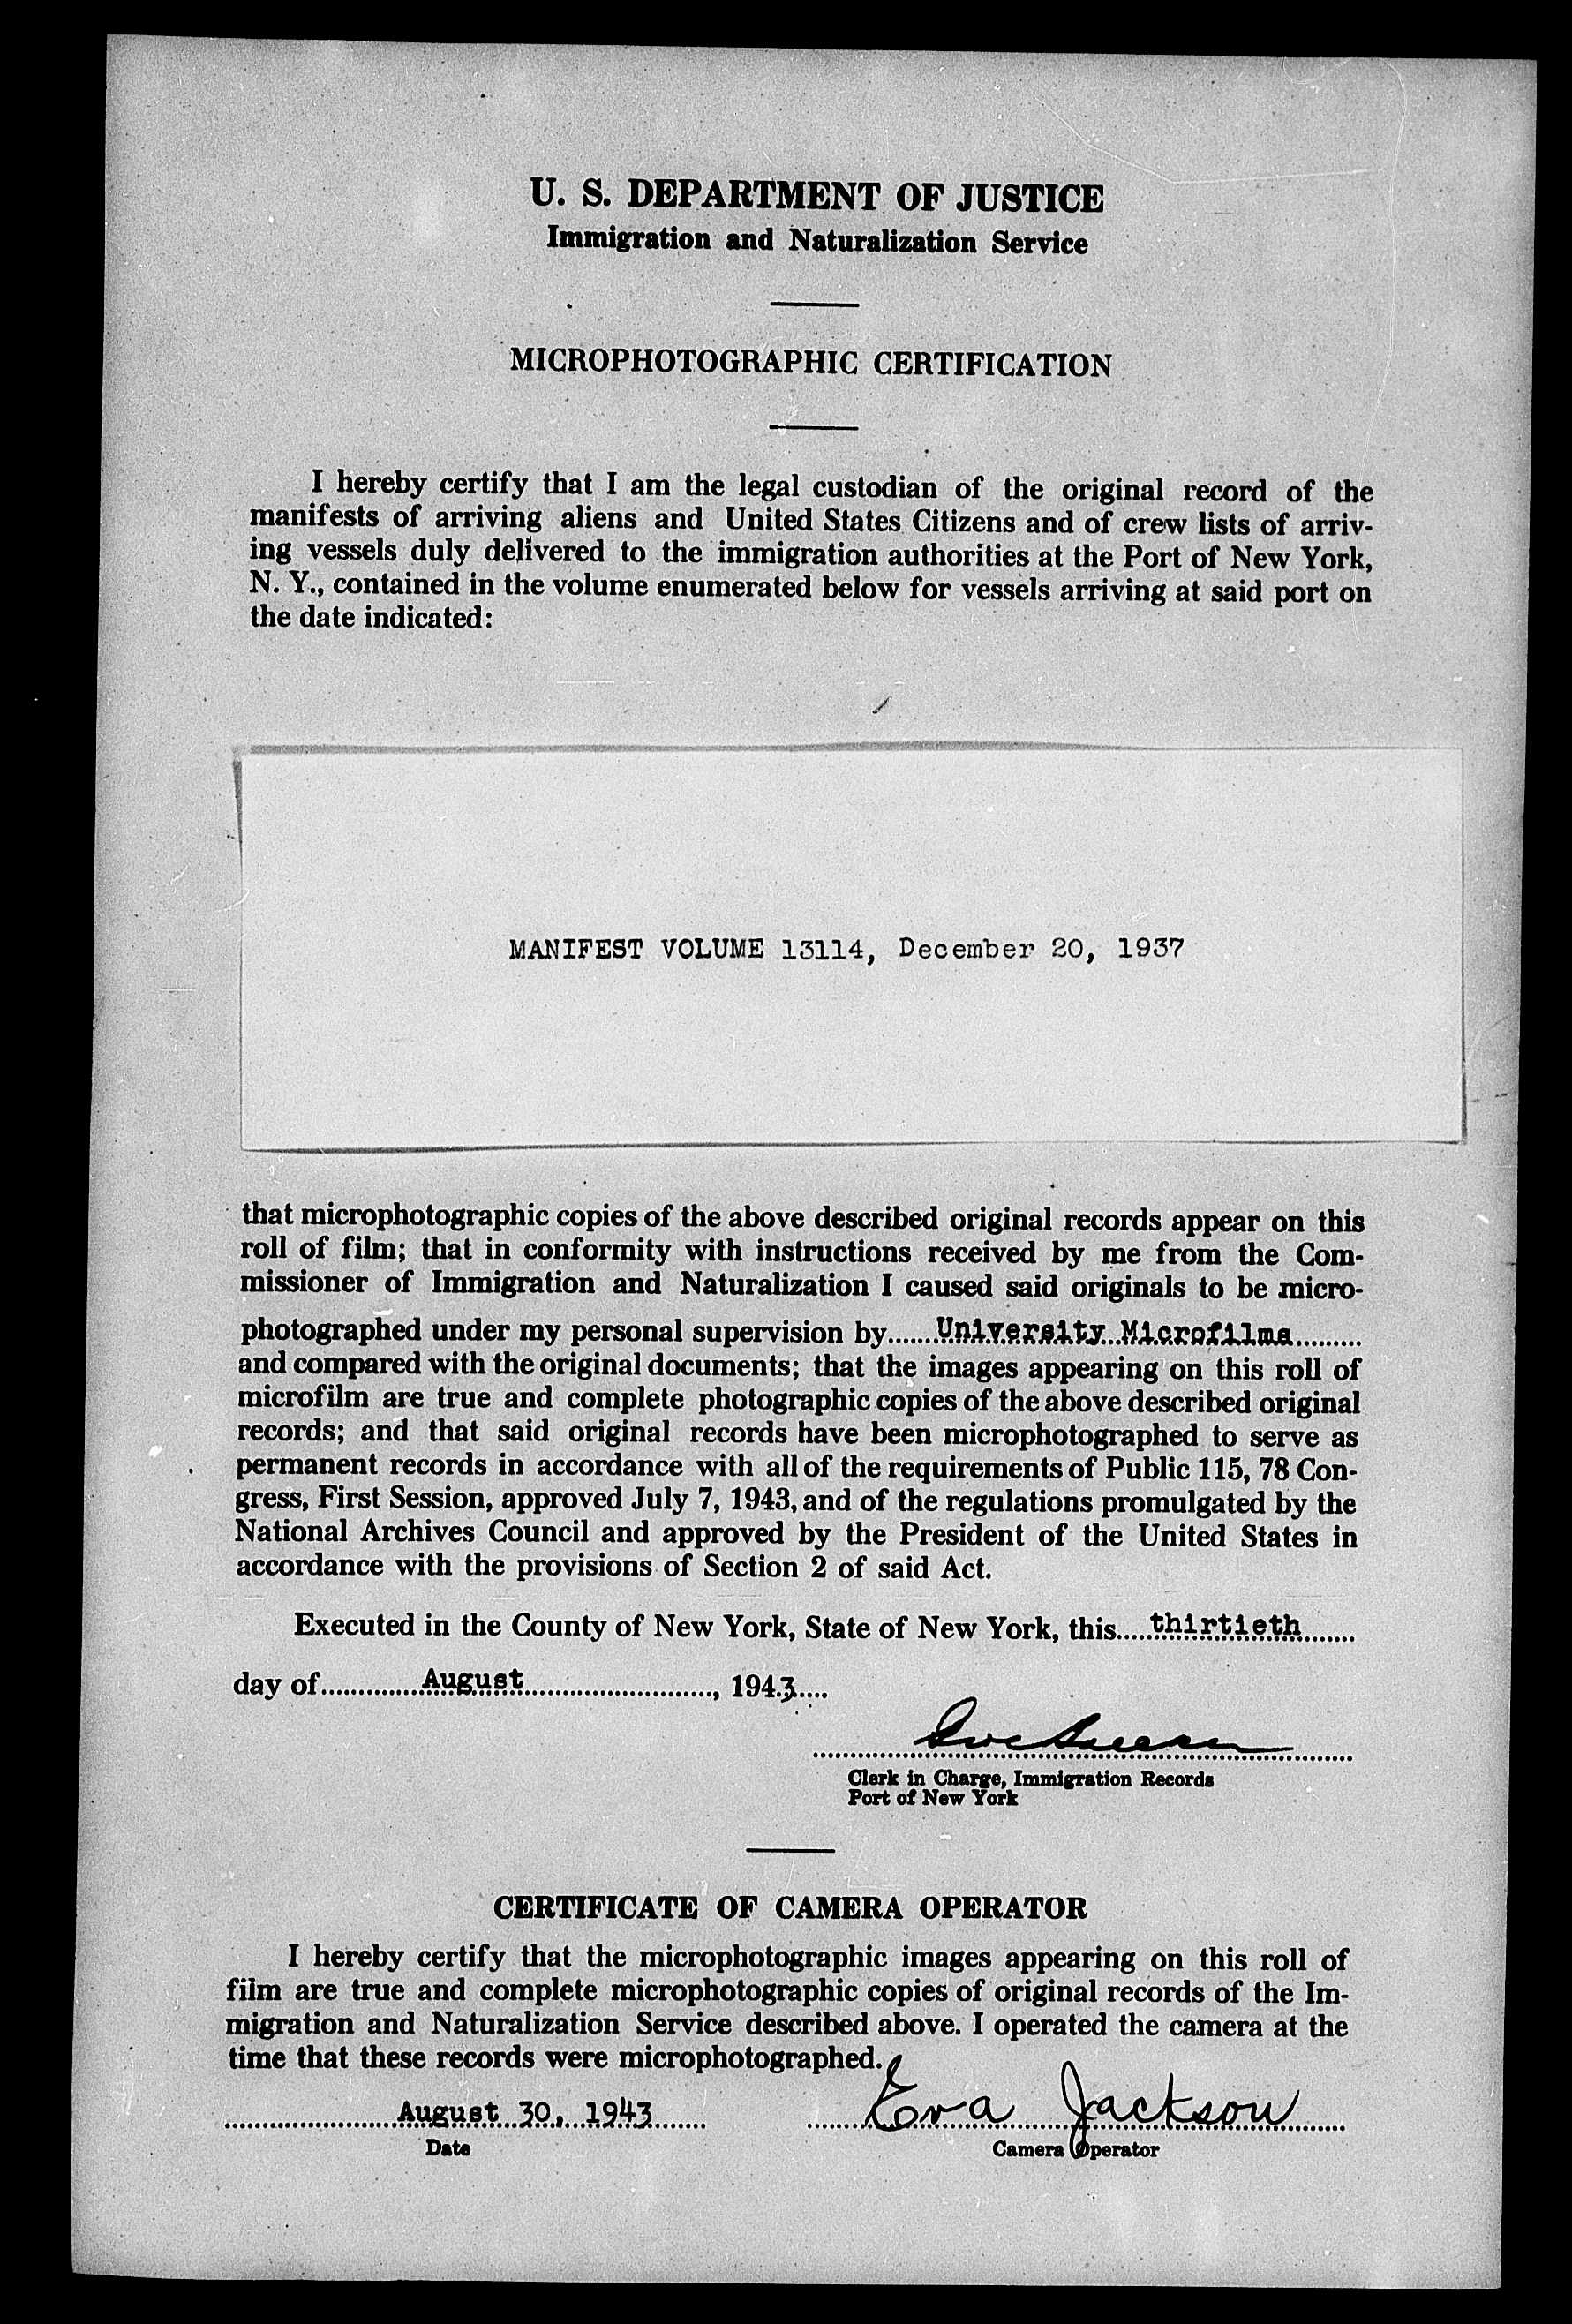 U. S. DEPARTMENT OF JUSTICE
Immigration and Naturalization Service
MICROPHOTOGRAPHIC CERTIFICATION
I hereby certify that I am the legal custodian of the original record of the
manifests of arriving aliens and United States Citizens and of crew lists of arriv-
ing vessels duly delivered to the immigration authorities at the Port of New York,
N. Y., contained in the volume enumerated below for vessels arriving at said port on
the date indicated:
MANIFEST VOLUME 13114, December 20, 1937
that microphotographic copies of the above described original records appear on this
roll of film; that in conformity with instructions received by me from the Com-
missioner of Immigration and Naturalization I caused said originals to be micro-
photographed under my personal supervision by.......University Microfilms..........
and compared with the original documents; that the images appearing on this roll of
microfilm are true and complete photographic copies of the above described original
records; and that said original records have been microphotographed to serve as
permanent records in accordance with all of the requirements of Public 115, 78 Con-
gress, First Session, approved July 7, 1943, and of the regulations promulgated by the
National Archives Council and approved by the President of the United States in
accordance with the provisions of Section 2 of said Act.
Executed in the County of New York, State of New York, this.....thirtieth.......
day of..............August.........................., 1943.....
Clerk in Charge, Immigration Records
Port of New York
CERTIFICATE OF CAMERA OPERATOR
I hereby certify that the microphotographic images appearing on this roll of
film are true and complete microphotographic copies of original records of the Im-
migration and Naturalization Service described above. I operated the camera at the
time that these records were microphotographed.
August 30, 1943 Eva Jackson
Date Camera Operator